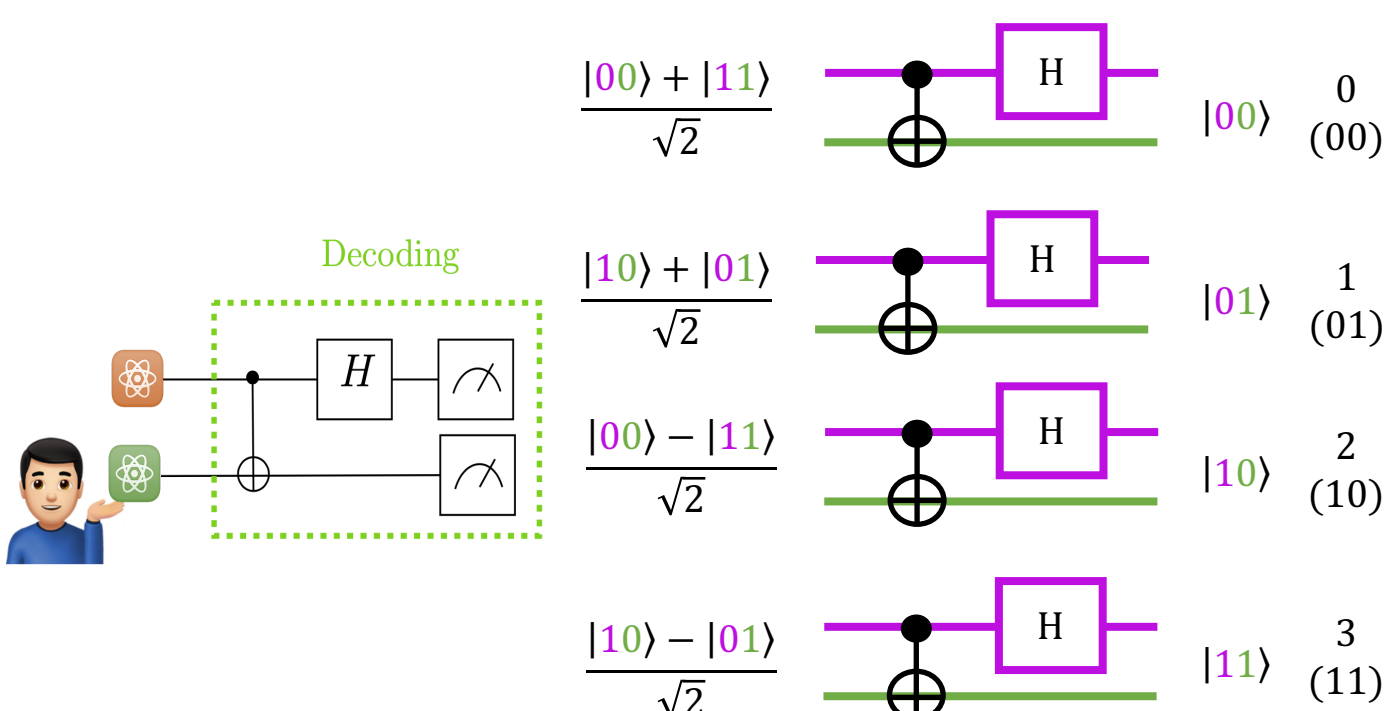 |00⟩ + |11⟩
√2
H
|00⟩
0
(00)
Decoding
H
|10⟩ + |01⟩
√2
H
|01⟩
1
(01)
|00⟩ − |11⟩
√2
H
|10⟩
2
(10)
|10⟩ − |01⟩
√2
H
|11⟩
3
(11)